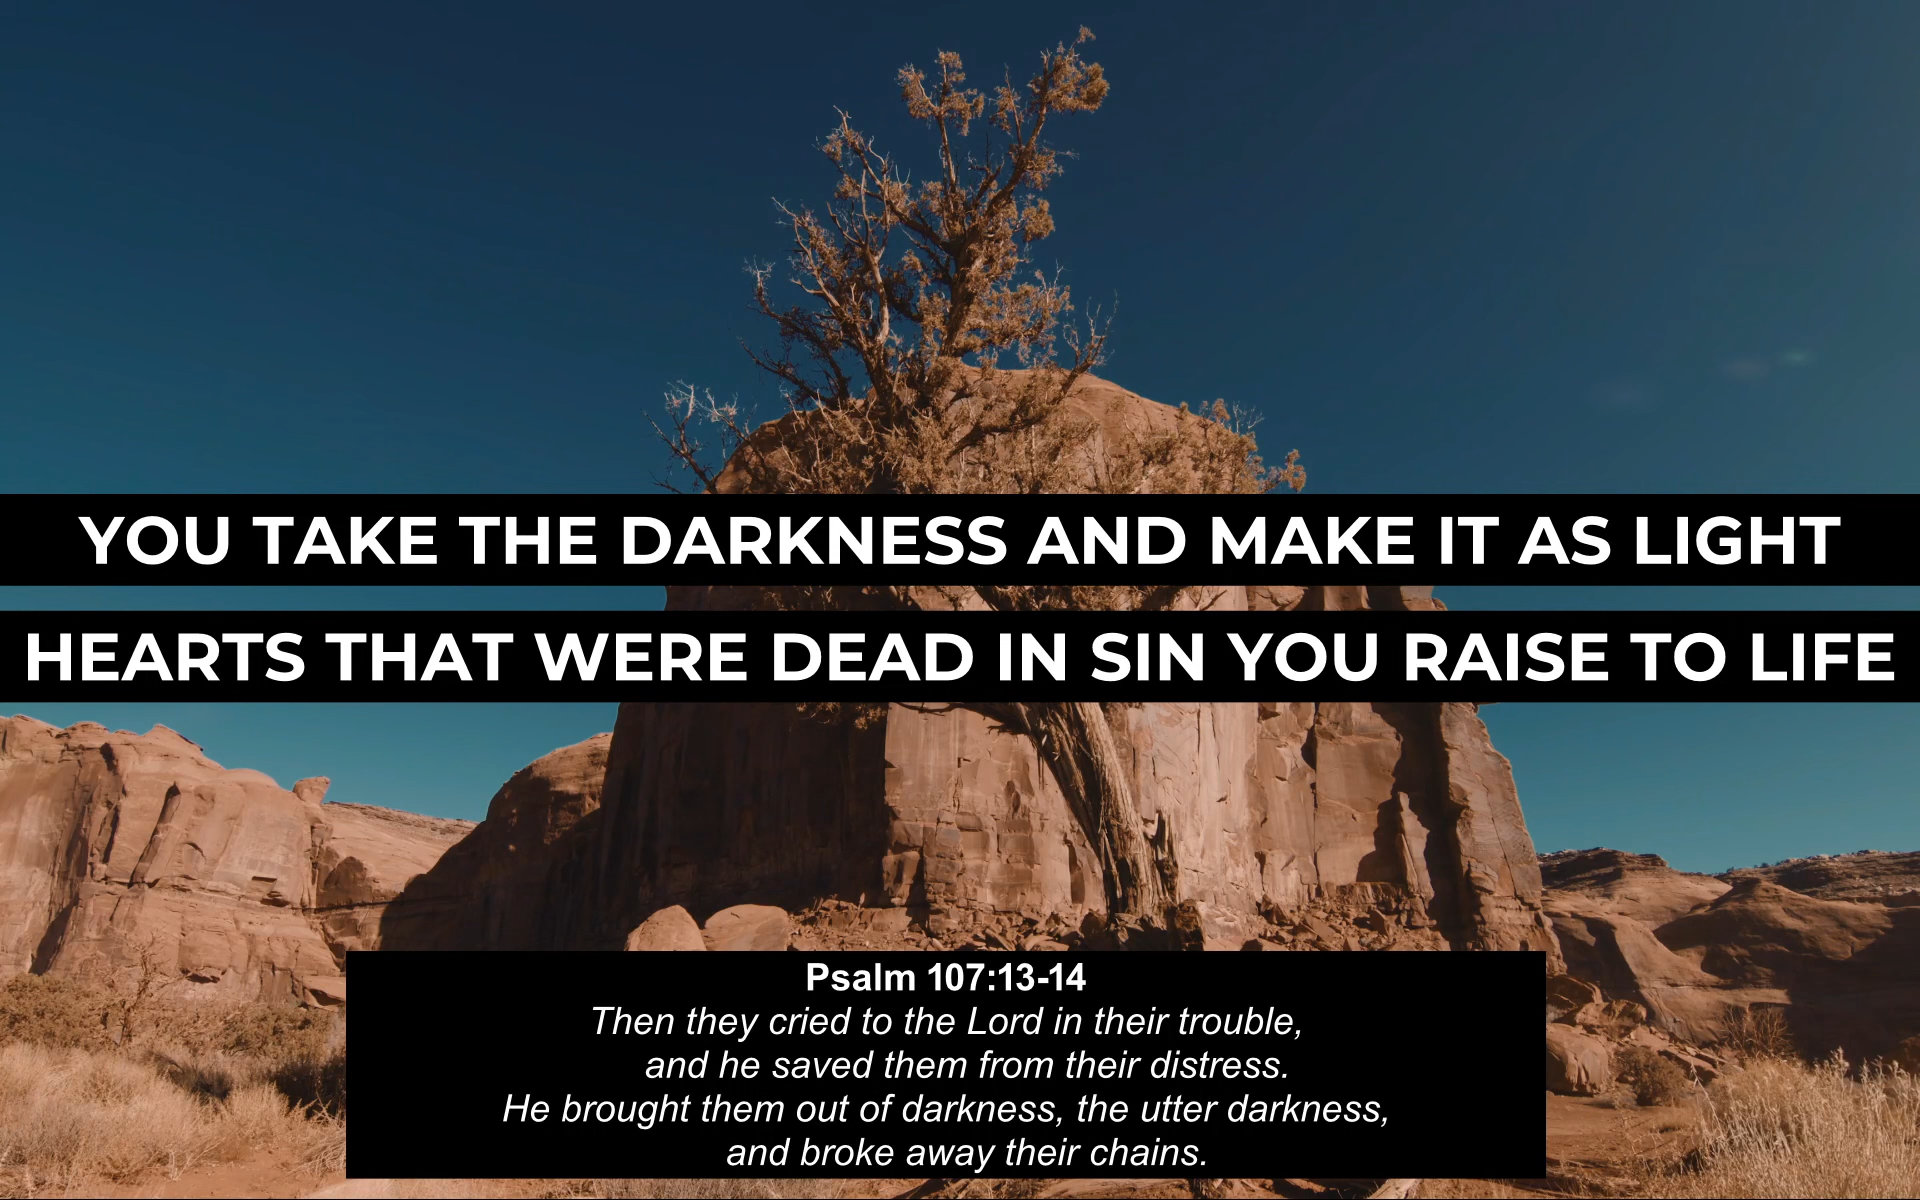 YOU TAKE THE DARKNESS AND MAKE IT AS LIGHT
HEARTS THAT WERE DEAD IN SIN YOU RAISE TO LIFE
Psalm 107:13-14
Then they cried to the Lord in their trouble,
and he saved them from their distress.
He brought them out of darkness, the utter darkness,
and broke away their chains.